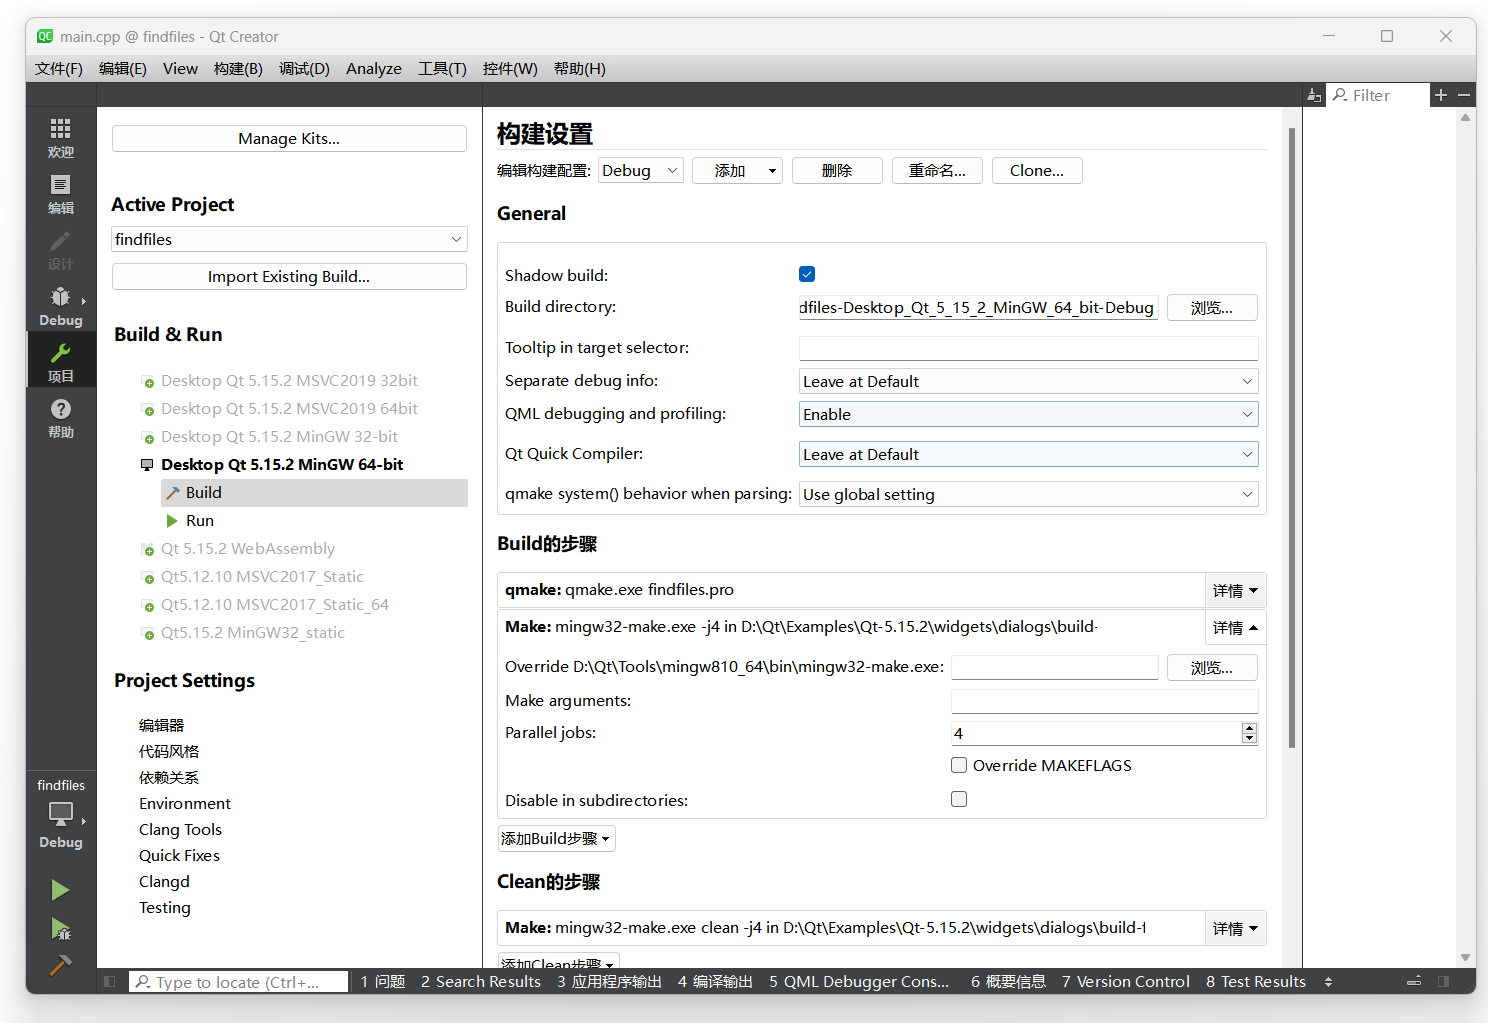 main.cpp @ findfiles - Qt Creator
文件(F) 编辑(E) View 构建(B) 调试(D) Analyze 工具(T) 控件(W) 帮助(H)
Filter
欢迎
编辑
设计
Debug
项目
帮助
findfiles
Debug
Manage Kits...
Active Project
findfiles
Import Existing Build...
Build & Run
Desktop Qt 5.15.2 MSVC2019 32bit
Desktop Qt 5.15.2 MSVC2019 64bit
Desktop Qt 5.15.2 MinGW 32-bit
Desktop Qt 5.15.2 MinGW 64-bit
Build
Run
Qt 5.15.2 WebAssembly
Qt5.12.10 MSVC2017_Static
Qt5.12.10 MSVC2017_Static_64
Qt5.15.2 MinGW32_static
Project Settings
编辑器
代码风格
依赖关系
Environment
Clang Tools
Quick Fixes
Clangd
Testing
构建设置
编辑构建配置: Debug 添加 删除 重命名... Clone...
General
Shadow build:
Build directory: dfiles-Desktop_Qt_5_15_2_MinGW_64_bit-Debug 浏览...
Tooltip in target selector:
Separate debug info: Leave at Default
QML debugging and profiling: Enable
Qt Quick Compiler: Leave at Default
qmake system() behavior when parsing: Use global setting
Build的步骤
qmake: qmake.exe findfiles.pro 详情
Make: mingw32-make.exe -j4 in D:\Qt\Examples\Qt-5.15.2\widgets\dialogs\build- 详情
Override D:\Qt\Tools\mingw810_64\bin\mingw32-make.exe: 浏览...
Make arguments:
Parallel jobs: 4
Override MAKEFLAGS
Disable in subdirectories:
添加Build步骤
Clean的步骤
Make: mingw32-make.exe clean -j4 in D:\Qt\Examples\Qt-5.15.2\widgets\dialogs\build-f 详情
添加Clean步骤
Type to locate (Ctrl+... 1 问题 2 Search Results 3 应用程序输出 4 编译输出 5 QML Debugger Cons... 6 概要信息 7 Version Control 8 Test Results